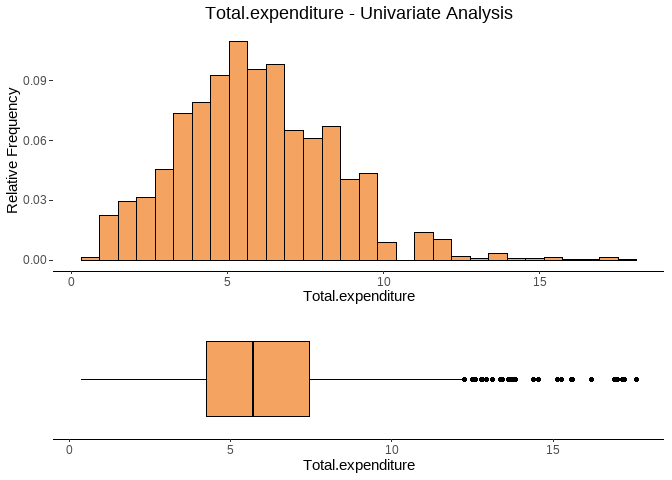 Total.expenditure - Univariate Analysis
Relative Frequency
0.09
0.06
0.03
0.00
0 5 10 15
Total.expenditure
0 5 10 15
Total.expenditure